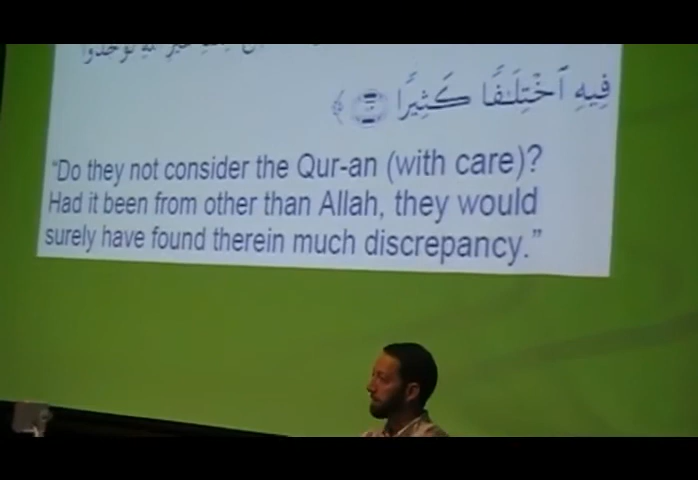 فِيهِ ٱخْتِلَـٰفًا كَثِيرًا
“Do they not consider the Qur-an (with care)?
Had it been from other than Allah, they would
surely have found therein much discrepancy.”